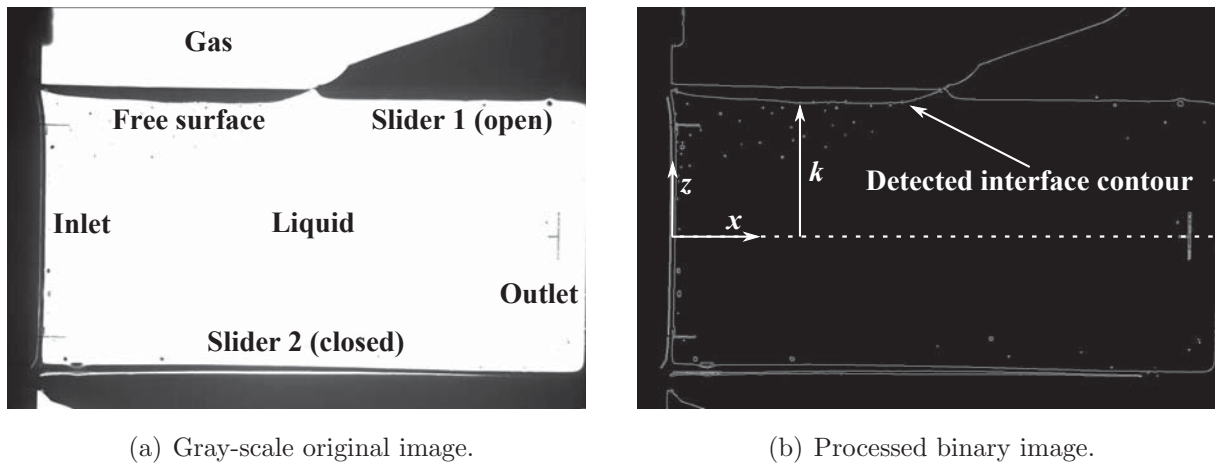 Gas
Free surface
Slider 1 (open)
Inlet
Liquid
Outlet
Slider 2 (closed)
k
Detected interface contour
z
x
(a) Gray-scale original image.
(b) Processed binary image.